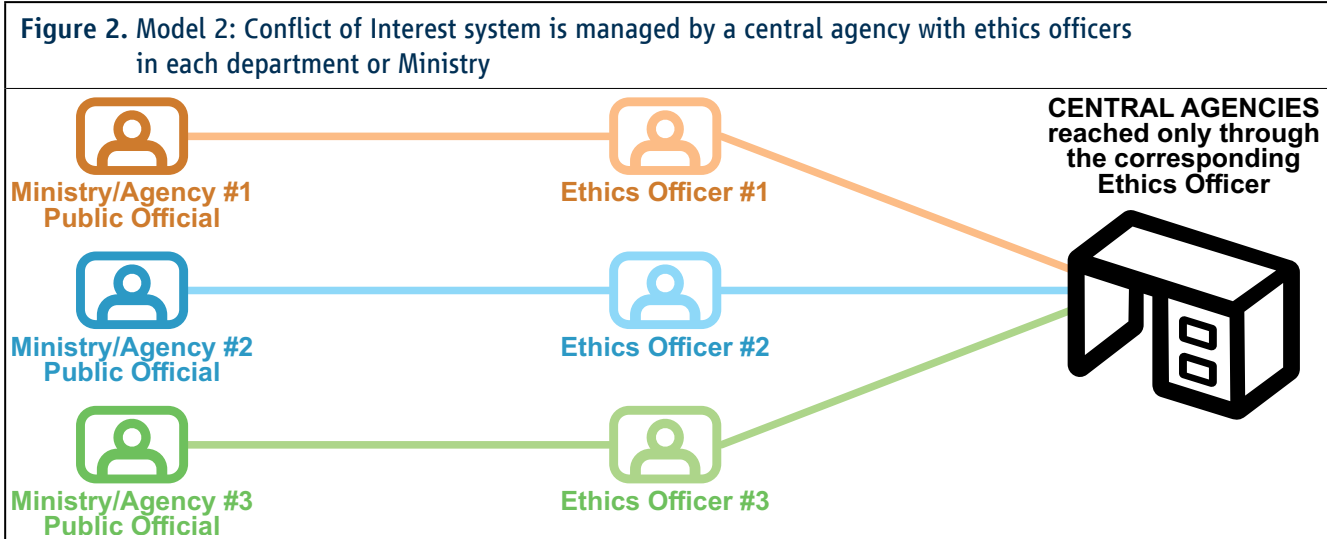 Figure 2. Model 2: Conflict of Interest system is managed by a central agency with ethics officers
in each department or Ministry
CENTRAL AGENCIES
reached only through
the corresponding
Ethics Officer
Ministry/Agency #1
Public Official
Ethics Officer #1
Ministry/Agency #2
Public Official
Ethics Officer #2
Ministry/Agency #3
Public Official
Ethics Officer #3